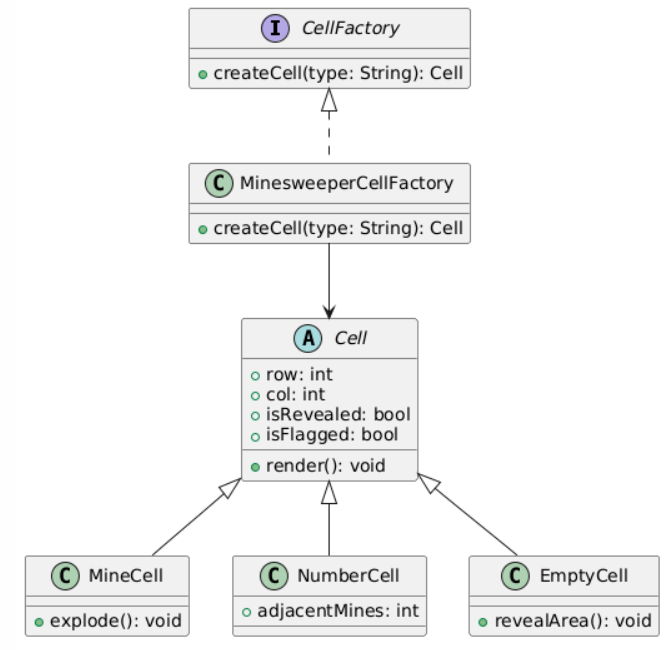 I CellFactory
createCell(type: String): Cell
C MinesweeperCellFactory
createCell(type: String): Cell
A Cell
row: int
col: int
isRevealed: bool
isFlagged: bool
render(): void
C MineCell
explode(): void
C NumberCell
adjacentMines: int
C EmptyCell
revealArea(): void